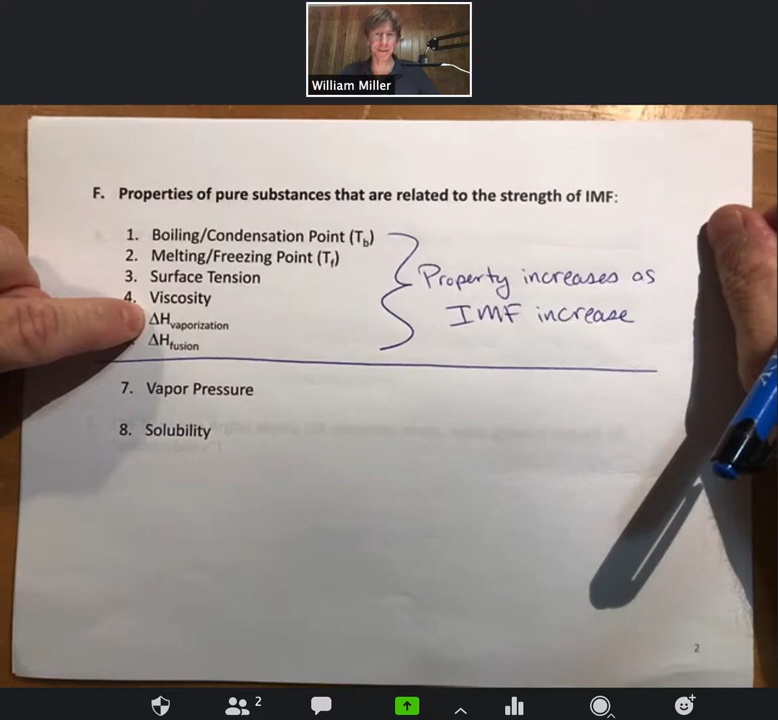 William Miller
F. Properties of pure substances that are related to the strength of IMF:
1. Boiling/Condensation Point (Tb)
2. Melting/Freezing Point (Tf)
3. Surface Tension
4. Viscosity
ΔHvaporization
ΔHfusion
Property increases as
IMF increase
7. Vapor Pressure
8. Solubility
2
2